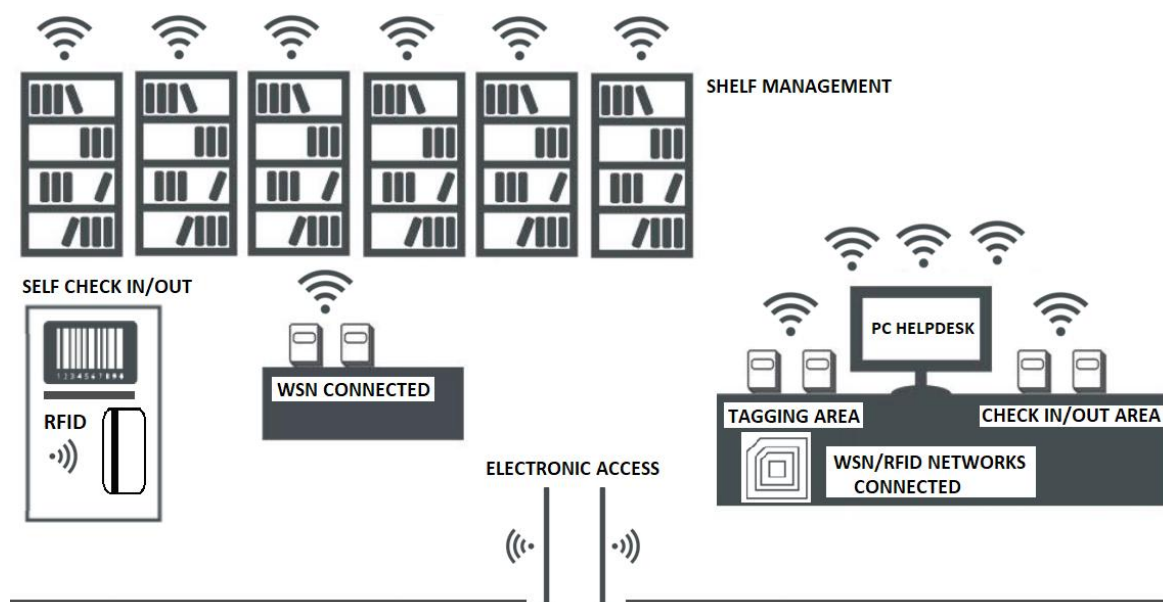 SHELF MANAGEMENT
SELF CHECK IN/OUT
PC HELPDESK
WSN CONNECTED
RFID
TAGGING AREA
CHECK IN/OUT AREA
WSN/RFID NETWORKS
CONNECTED
ELECTRONIC ACCESS